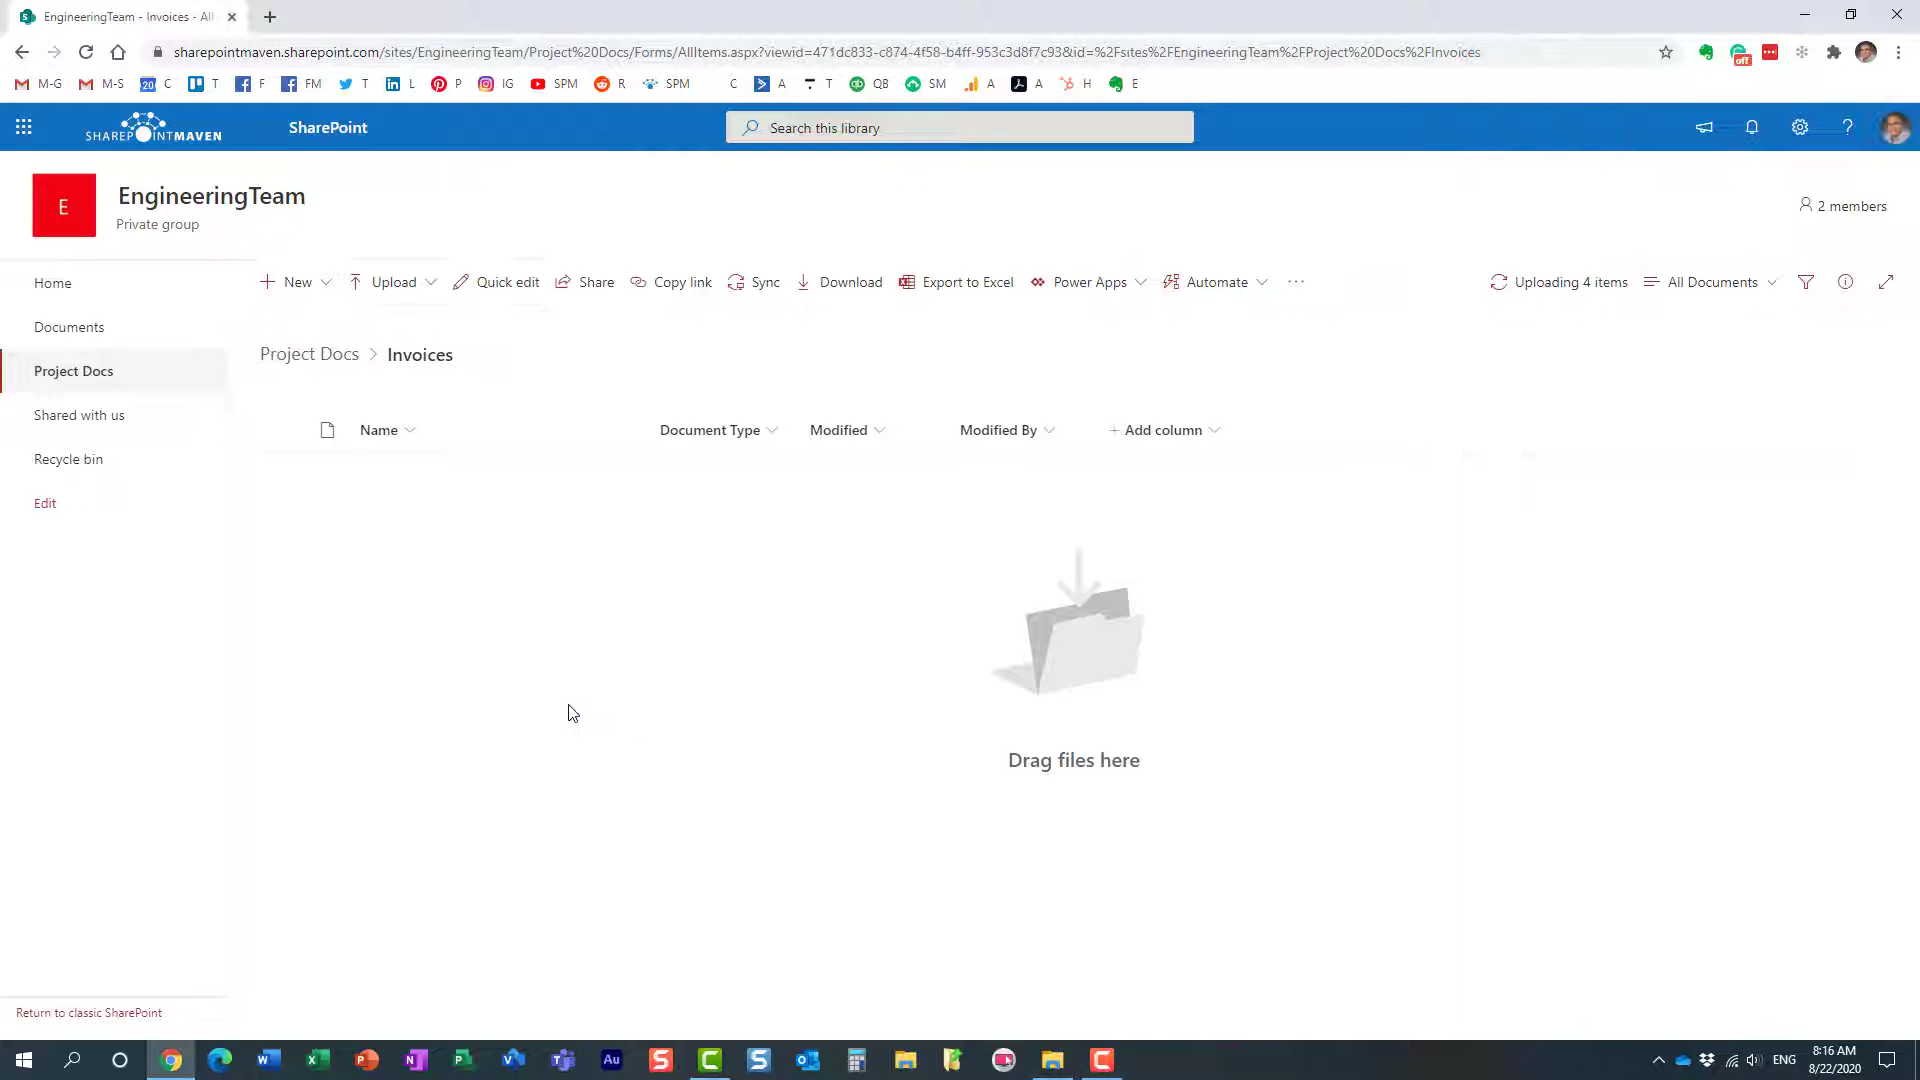 EngineeringTeam - Invoices - All
sharepointmaven.sharepoint.com/sites/EngineeringTeam/Project%20Docs/Forms/AllItems.aspx?viewid=471dc833-c874-4f58-b4ff-953c3d8f7c93&id=%2Fsites%2FEngineeringTeam%2FProject%20Docs%2FInvoices
off
M-G M-S 20 C T F FM T L P IG SPM R SPM C A T QB SM A A H E
SHAREPOINTMAVEN SharePoint Search this library ?
E
EngineeringTeam
Private group
2 members
New Upload Quick edit Share Copy link Sync Download Export to Excel Power Apps Automate ... Uploading 4 items All Documents
Home
Documents
Project Docs
Shared with us
Recycle bin
Edit
Project Docs > Invoices
Name Document Type Modified Modified By + Add column
Drag files here
Return to classic SharePoint
Au
ENG
8:16 AM
8/22/2020